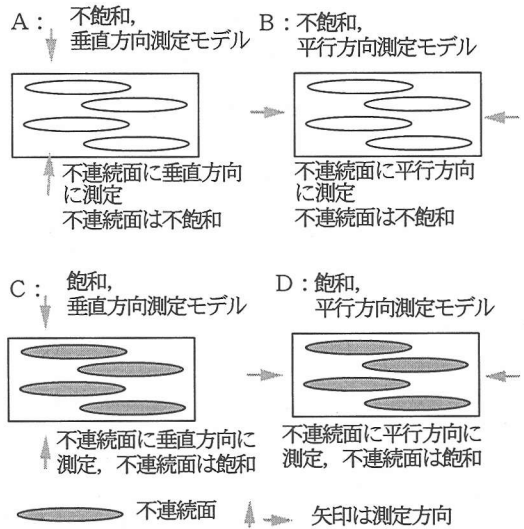 A： 不飽和，
垂直方向測定モデル
B：不飽和，
平行方向測定モデル
不連続面に垂直方向
に測定
不連続面は不飽和
不連続面に平行方向
に測定
不連続面は不飽和
C： 飽和，
垂直方向測定モデル
D：飽和，
平行方向測定モデル
不連続面に垂直方向に
測定，不連続面は飽和
不連続面に平行方向に
測定，不連続面は飽和
不連続面
矢印は測定方向